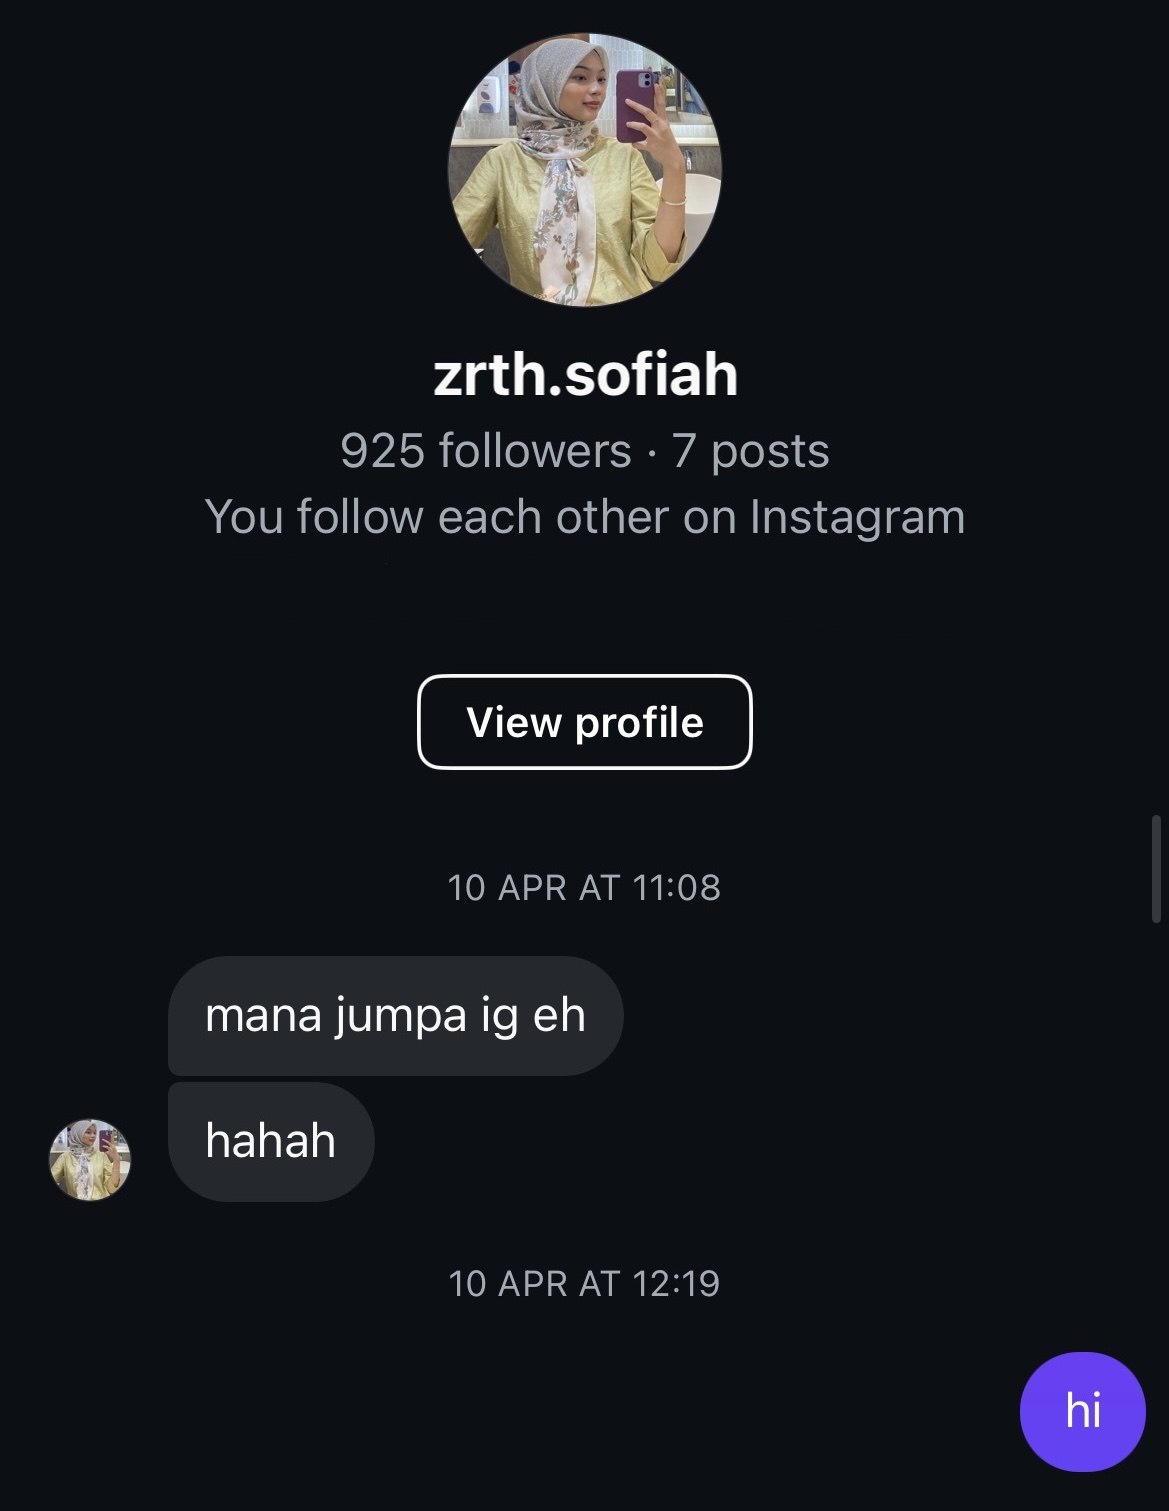 zrth.sofiah
925 followers · 7 posts
You follow each other on Instagram
View profile
10 APR AT 11:08
mana jumpa ig eh
hahah
10 APR AT 12:19
hi